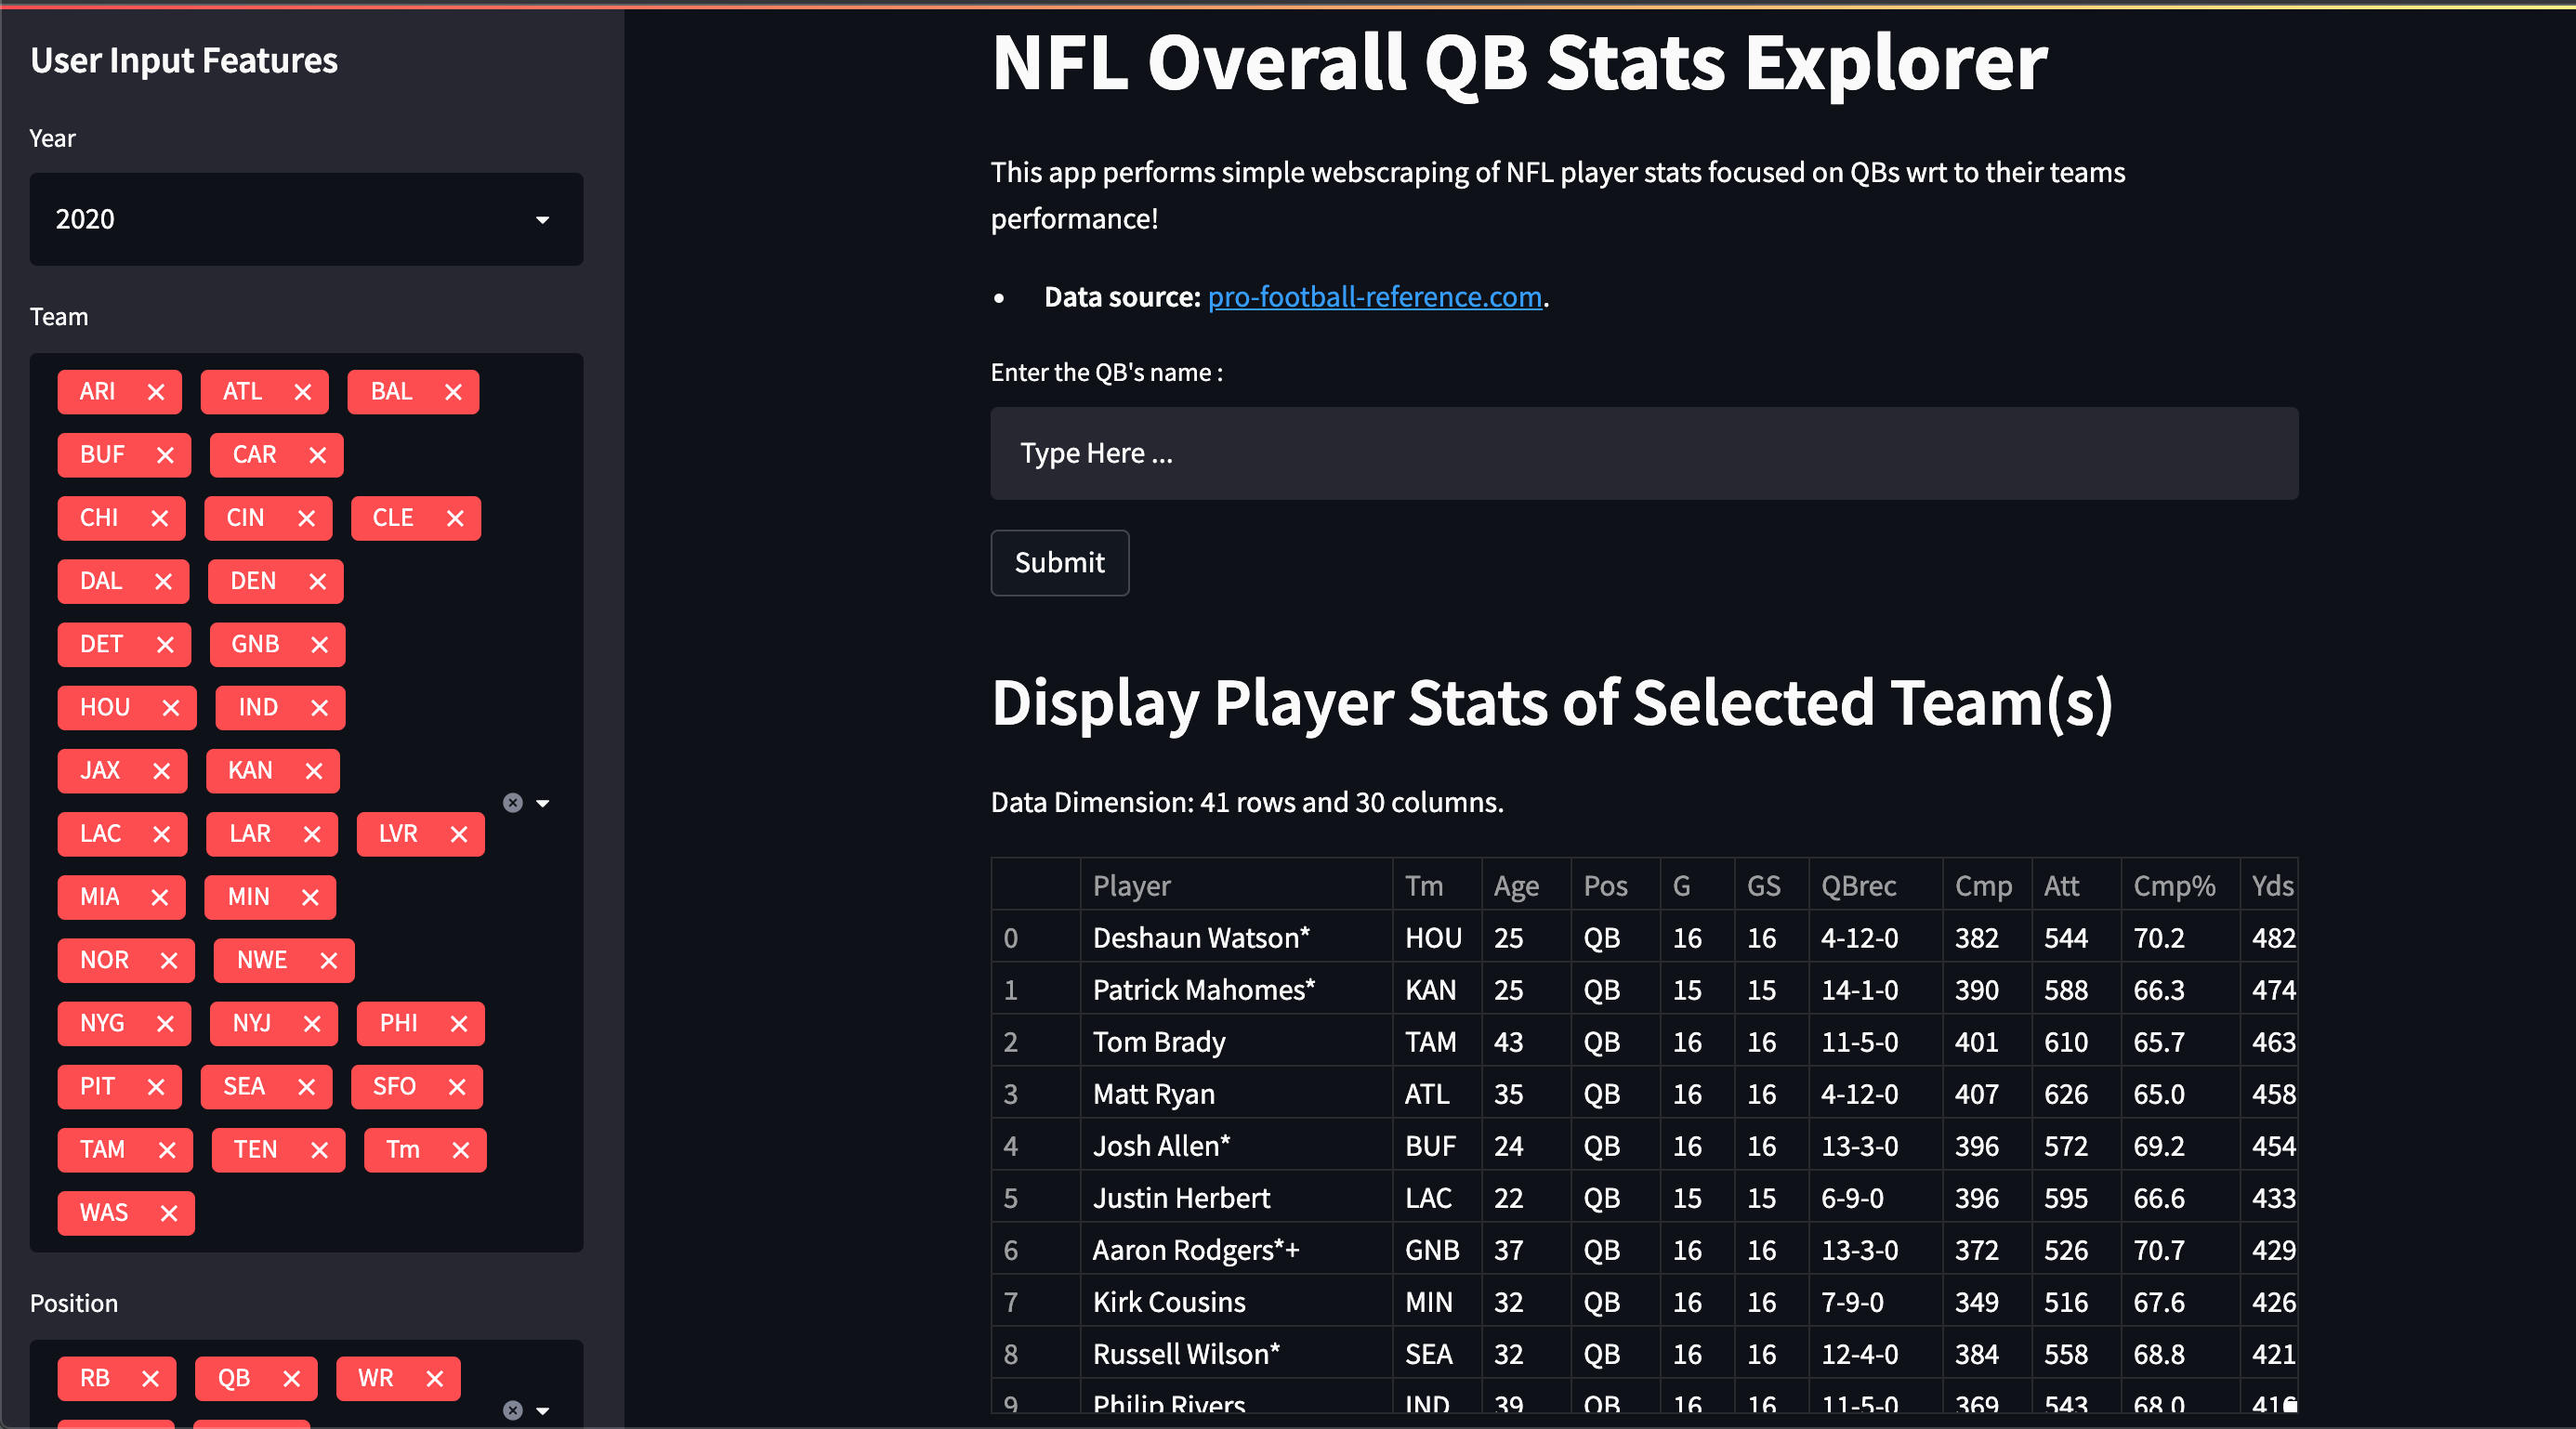 User Input Features
Year
2020
Team
ARI ATL BAL
BUF CAR
CHI CIN CLE
DAL DEN
DET GNB
HOU IND
JAX KAN
LAC LAR LVR
MIA MIN
NOR NWE
NYG NYJ PHI
PIT SEA SFO
TAM TEN Tm
WAS
Position
RB QB WR
NFL Overall QB Stats Explorer
This app performs simple webscraping of NFL player stats focused on QBs wrt to their teams
performance!
• Data source: pro-football-reference.com.
Enter the QB's name :
Type Here ...
Submit
Display Player Stats of Selected Team(s)
Data Dimension: 41 rows and 30 columns.
Player Tm Age Pos G GS QBrec Cmp Att Cmp% Yds
0 Deshaun Watson* HOU 25 QB 16 16 4-12-0 382 544 70.2 482
1 Patrick Mahomes* KAN 25 QB 15 15 14-1-0 390 588 66.3 474
2 Tom Brady TAM 43 QB 16 16 11-5-0 401 610 65.7 463
3 Matt Ryan ATL 35 QB 16 16 4-12-0 407 626 65.0 458
4 Josh Allen* BUF 24 QB 16 16 13-3-0 396 572 69.2 454
5 Justin Herbert LAC 22 QB 15 15 6-9-0 396 595 66.6 433
6 Aaron Rodgers*+ GNB 37 QB 16 16 13-3-0 372 526 70.7 429
7 Kirk Cousins MIN 32 QB 16 16 7-9-0 349 516 67.6 426
8 Russell Wilson* SEA 32 QB 16 16 12-4-0 384 558 68.8 421
9 Philip Rivers IND 39 QB 16 16 11-5-0 369 543 68.0